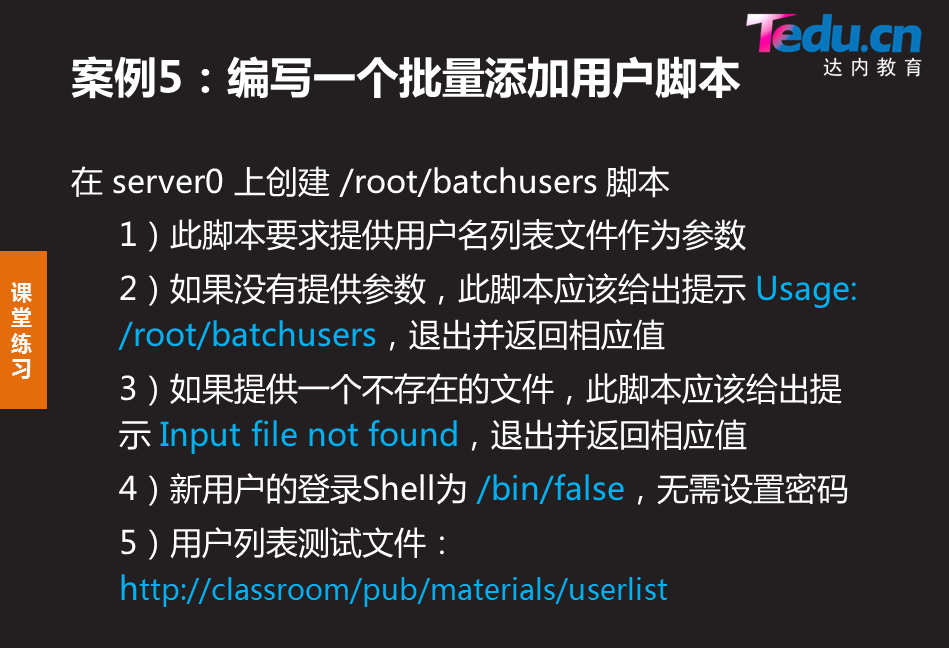 Tedu.cn
达内教育
案例5：编写一个批量添加用户脚本
在 server0 上创建 /root/batchusers 脚本
1）此脚本要求提供用户名列表文件作为参数
2）如果没有提供参数，此脚本应该给出提示 Usage:
/root/batchusers，退出并返回相应值
3）如果提供一个不存在的文件，此脚本应该给出提
示 Input file not found，退出并返回相应值
4）新用户的登录Shell为 /bin/false，无需设置密码
5）用户列表测试文件：
http://classroom/pub/materials/userlist
课堂练习